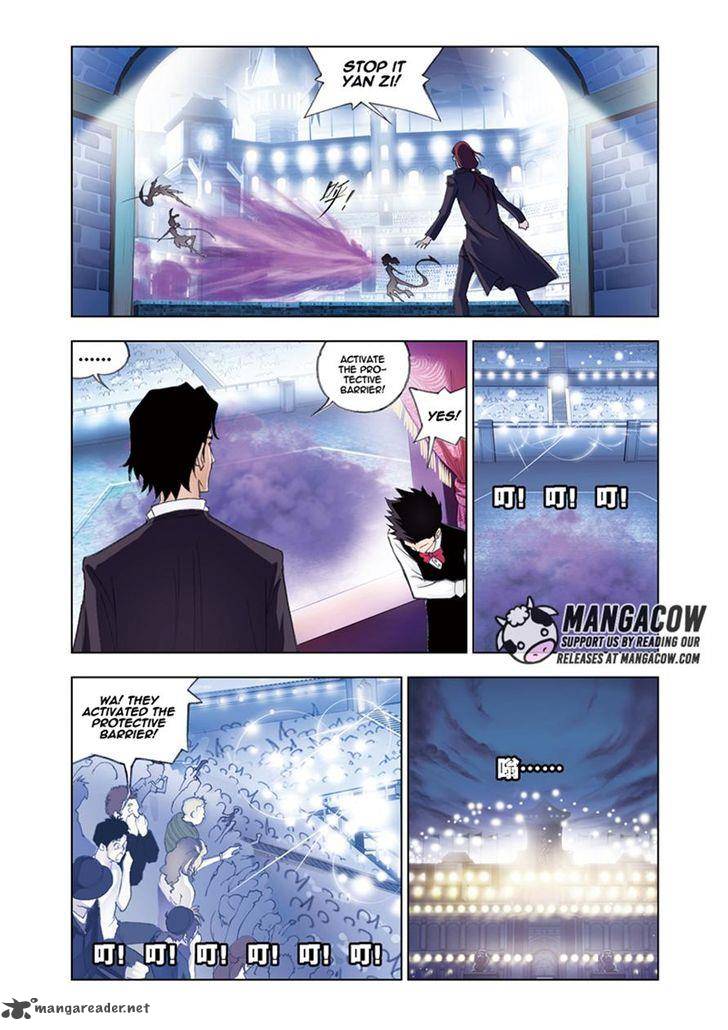 STOP IT
YAN ZI!
呼!
......
ACTIVATE
THE PRO-
TECTIVE
BARRIER!
YES!
叮! 叮! 叮!
MANGACOW
SUPPORT US BY READING OUR
RELEASES AT MANGACOW.COM
WA! THEY
ACTIVATED THE
PROTECTIVE
BARRIER!
叮! 叮! 叮! 叮! 叮! 叮!
嗡……
mangareader.net